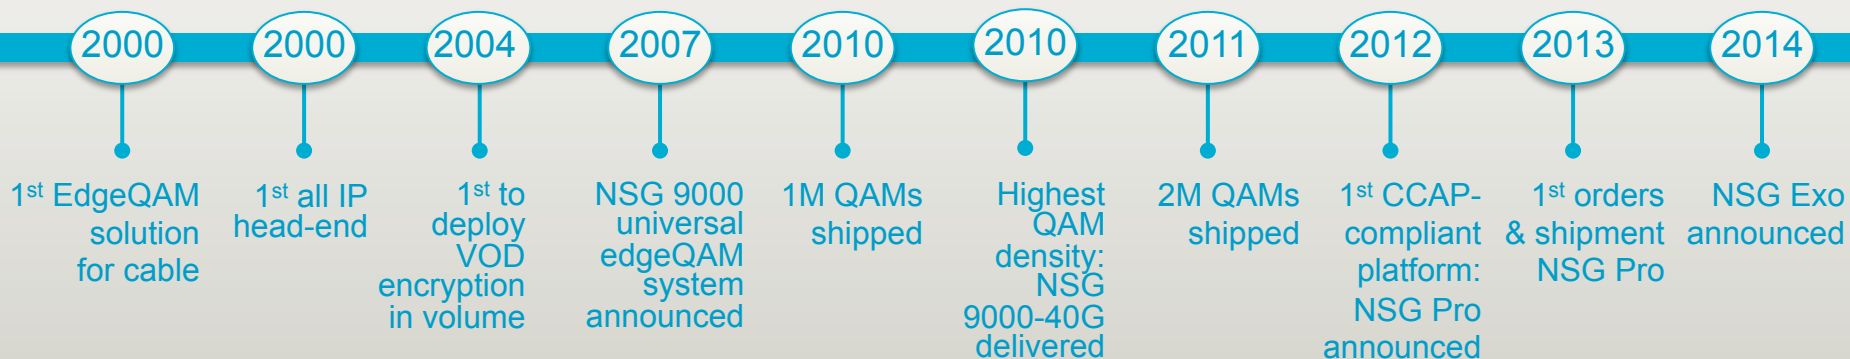 2000
2000
2004
2007
2010
2010
2011
2012
2013
2014
1st EdgeQAM
solution
for cable
1st all IP
head-end
1st to
deploy
VOD
encryption
in volume
NSG 9000
universal
edgeQAM
system
announced
1M QAMs
shipped
Highest
QAM
density:
NSG
9000-40G
delivered
2M QAMs
shipped
1st CCAP-
compliant
platform:
NSG Pro
announced
1st orders
& shipment
NSG Pro
NSG Exo
announced